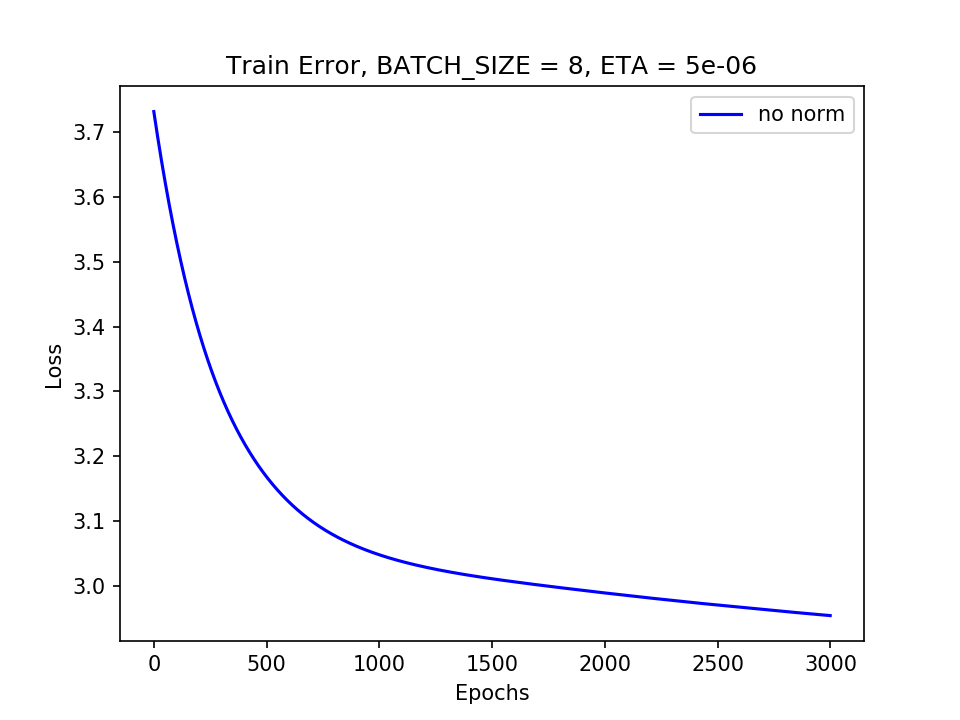 Train Error, BATCH_SIZE = 8, ETA = 5e-06
no norm
3.7
3.6
3.5
3.4
3.3
3.2
3.1
3.0
Loss
0 500 1000 1500 2000 2500 3000
Epochs